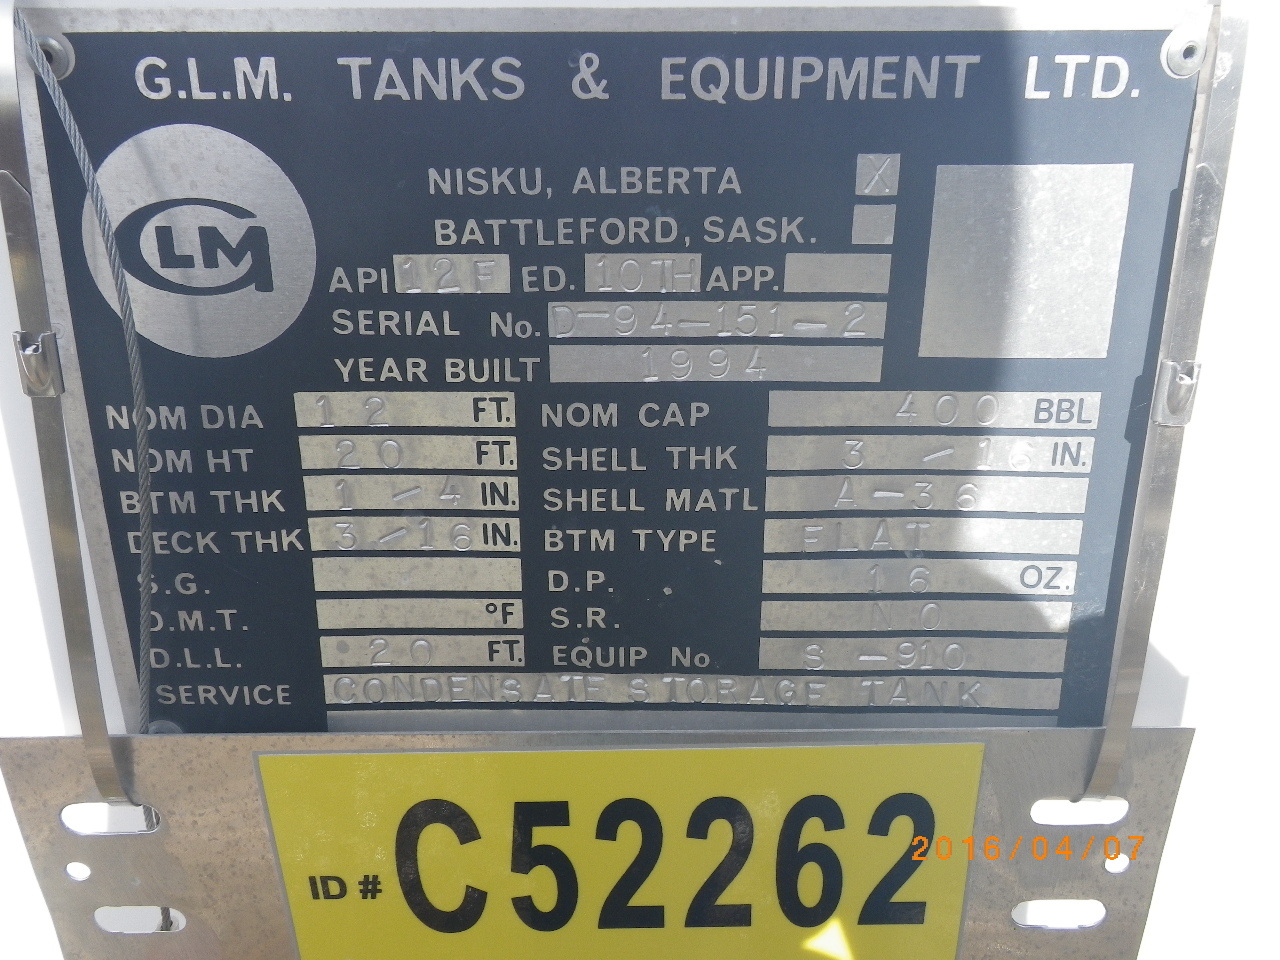 G.L.M. TANKS & EQUIPMENT LTD.
GLM
NISKU, ALBERTA X
BATTLEFORD, SASK.
API 12F ED. 10TH APP.
SERIAL No. D-94-151-2
YEAR BUILT 1994
NOM DIA 12 FT. NOM CAP 400 BBL
NOM HT 20 FT. SHELL THK 3/16 IN.
BTM THK 1/4 IN. SHELL MATL A-36
DECK THK 3/16 IN. BTM TYPE FLAT
S.G. D.P. 16 OZ.
D.M.T. °F S.R. NO
D.L.L. 20 FT. EQUIP No S-910
SERVICE CONDENSATE STORAGE TANK
ID # C52262
2016/04/07